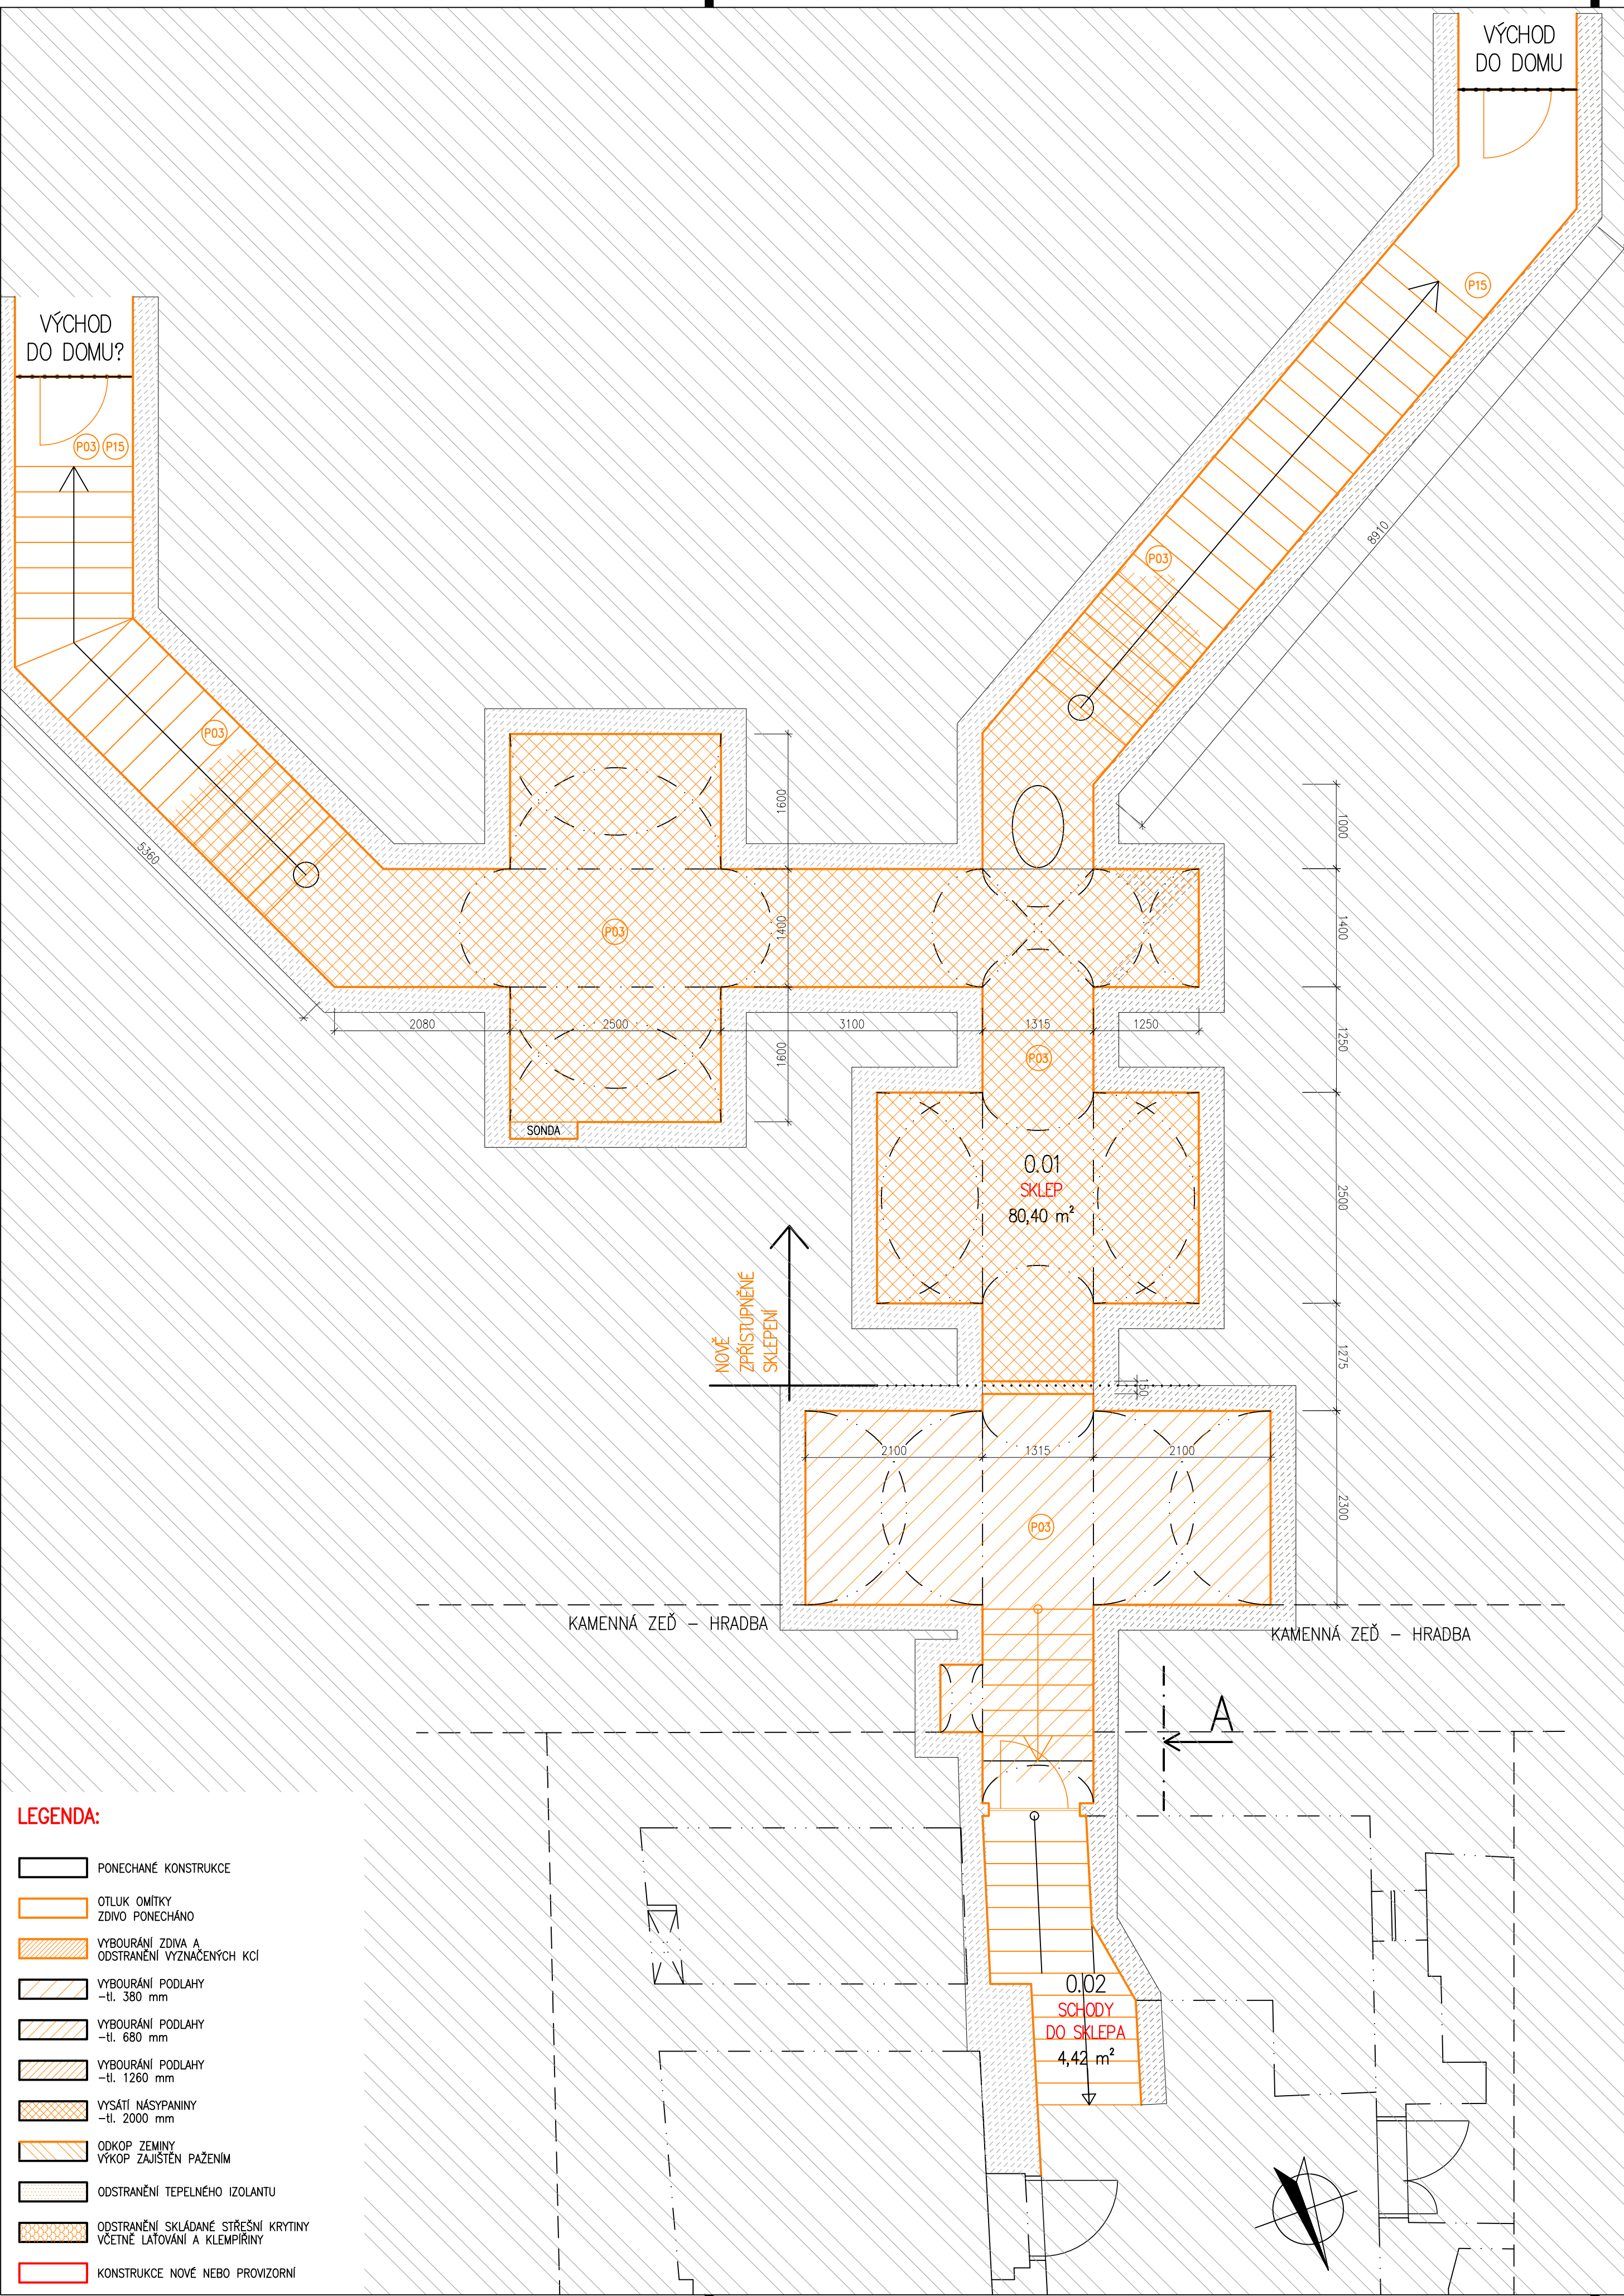 VÝCHOD
DO DOMU
P15
VÝCHOD
DO DOMU?
P03 P15
8910
P03
P03
5360
1600
1000
P03
1400
1400
2080
2500
3100
1315
1250
1250
1600
P03
SONDA
0.01
SKLEP
80,40 m²
2500
NOVĚ
ZPŘÍSTUPNĚNÉ
SKLEPENÍ
1275
150
2100
1315
2100
2300
P03
KAMENNÁ ZEĎ – HRADBA
KAMENNÁ ZEĎ – HRADBA
A
0.02
SCHODY
DO SKLEPA
4,42 m²
LEGENDA:
PONECHANÉ KONSTRUKCE
OTLUK OMÍTKY
ZDIVO PONECHÁNO
VYBOURÁNÍ ZDIVA A
ODSTRANĚNÍ VYZNAČENÝCH KCÍ
VYBOURÁNÍ PODLAHY
–tl. 380 mm
VYBOURÁNÍ PODLAHY
–tl. 680 mm
VYBOURÁNÍ PODLAHY
–tl. 1260 mm
VYSÁTÍ NÁSYPANINY
–tl. 2000 mm
ODKOP ZEMINY
VÝKOP ZAJIŠTĚN PAŽENÍM
ODSTRANĚNÍ TEPELNÉHO IZOLANTU
ODSTRANĚNÍ SKLÁDANÉ STŘEŠNÍ KRYTINY
VČETNĚ LAŤOVÁNÍ A KLEMPÍŘINY
KONSTRUKCE NOVÉ NEBO PROVIZORNÍ